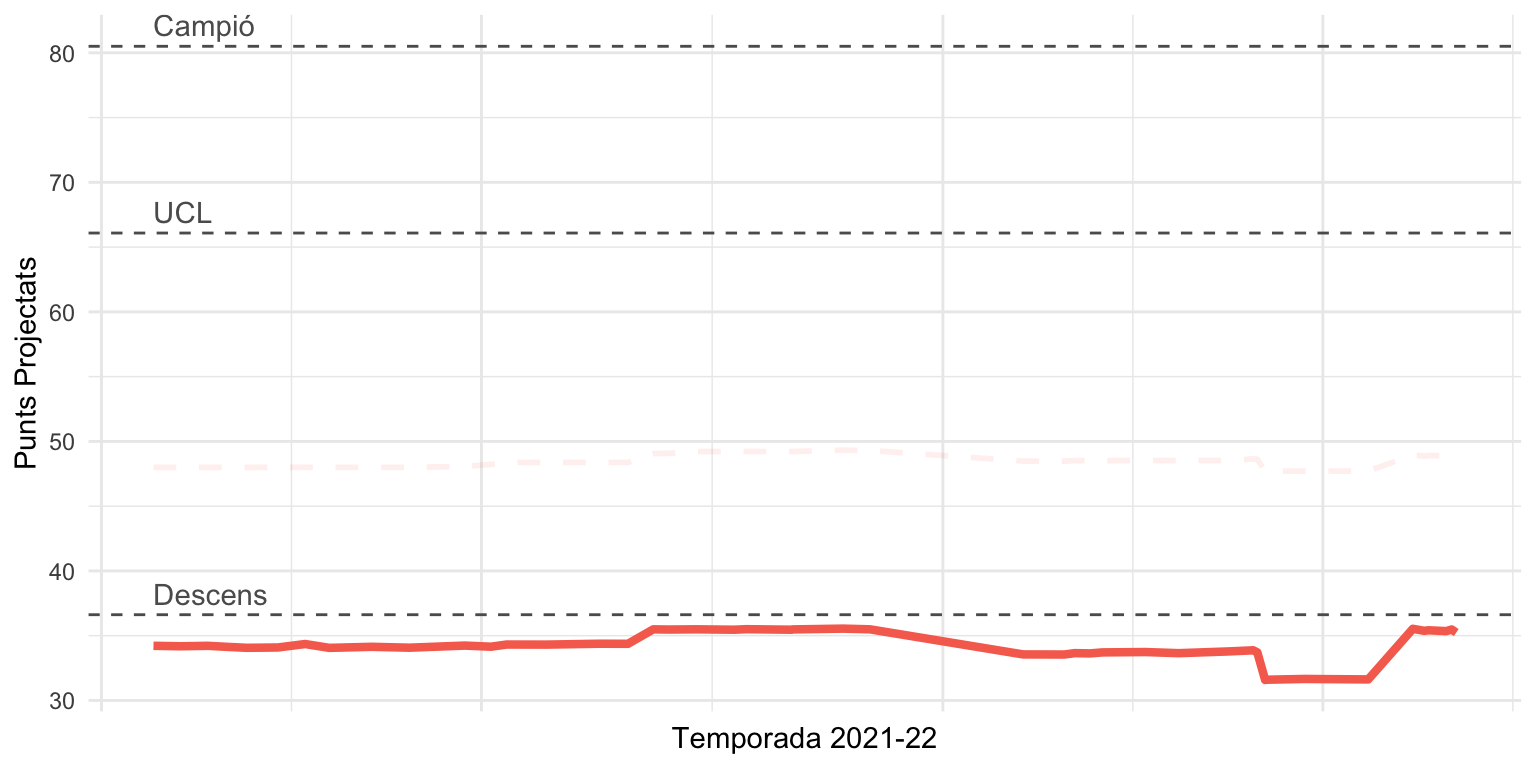 Campió
80
70
UCL
60
Punts Projectats
50
40
Descens
30
Temporada 2021-22